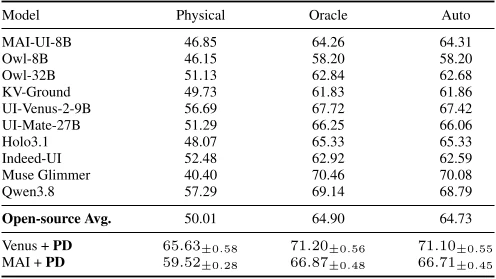 Model Physical Oracle Auto
MAI-UI-8B 46.85 64.26 64.31
Owl-8B 46.15 58.20 58.20
Owl-32B 51.13 62.84 62.68
KV-Ground 49.73 61.83 61.86
UI-Venus-2-9B 56.69 67.72 67.42
UI-Mate-27B 51.29 66.25 66.06
Holo3.1 48.07 65.33 65.33
Indeed-UI 52.48 62.92 62.59
Muse Glimmer 40.40 70.46 70.08
Qwen3.8 57.29 69.14 68.79
Open-source Avg. 50.01 64.90 64.73
Venus + PD 65.63±0.58 71.20±0.56 71.10±0.55
MAI + PD 59.52±0.28 66.87±0.48 66.71±0.45